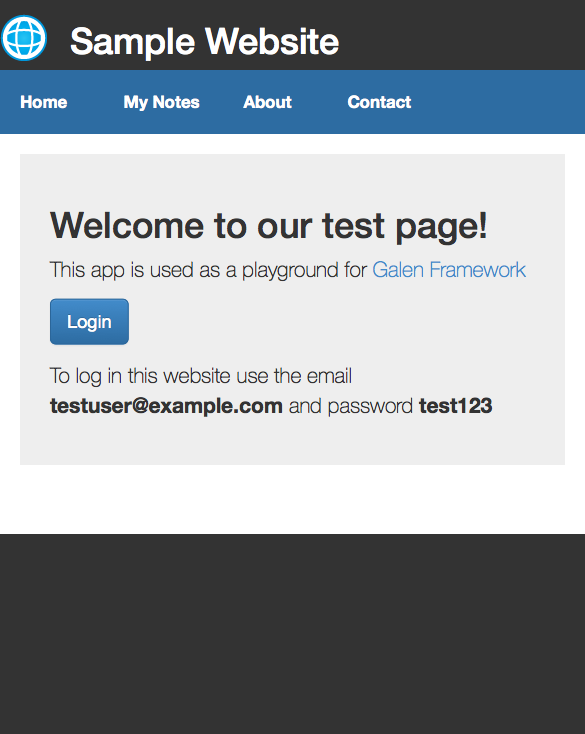 Sample Website
Home My Notes About Contact
Welcome to our test page!
This app is used as a playground for Galen Framework
Login
To log in this website use the email
testuser@example.com and password test123